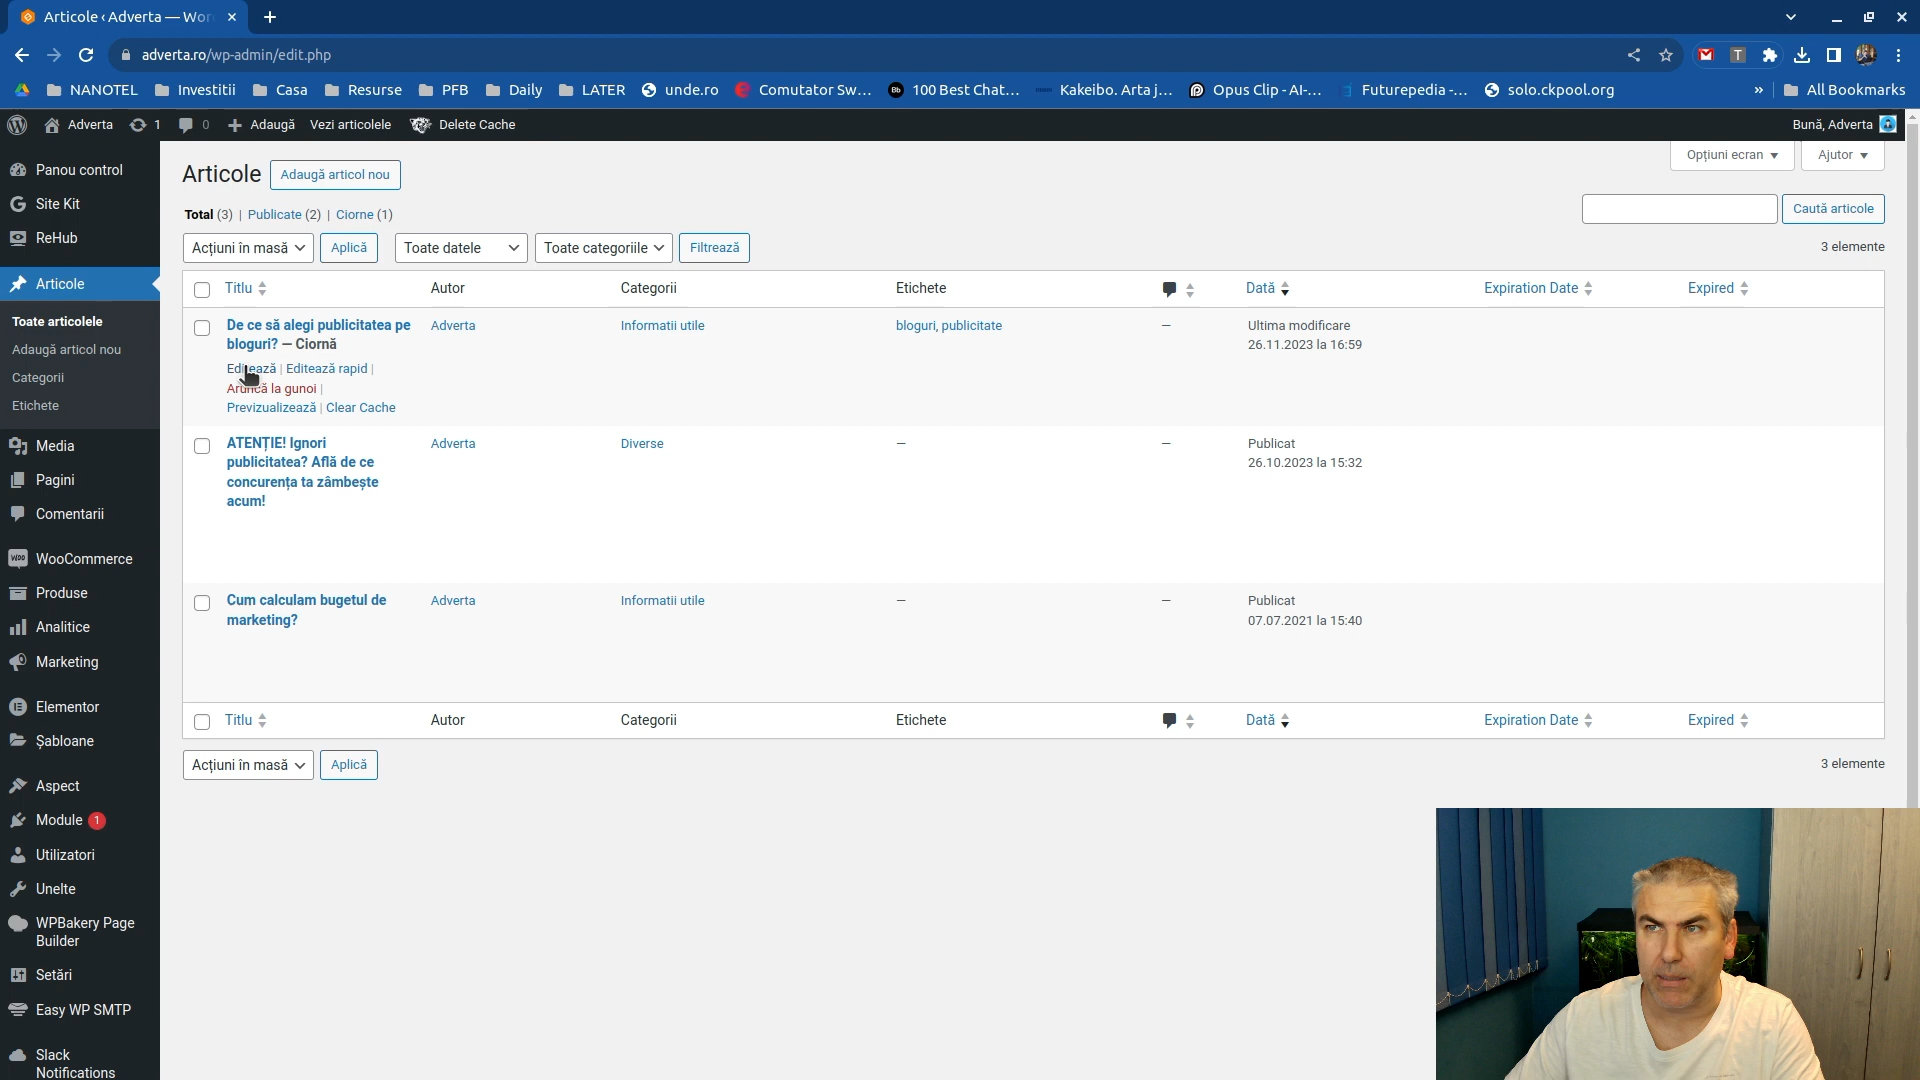 Articole ‹ Adverta — Wor
adverta.ro/wp-admin/edit.php
NANOTEL Investitii Casa Resurse PFB Daily LATER unde.ro Comutator Sw... 100 Best Chat... Kakeibo. Arta j... Opus Clip - AI-... Futurepedia -... solo.ckpool.org » All Bookmarks
Adverta 1 0 Adaugă Vezi articolele Delete Cache Bună, Adverta
Opțiuni ecran Ajutor
Panou control
Site Kit
ReHub
Articole
Toate articolele
Adaugă articol nou
Categorii
Etichete
Media
Pagini
Comentarii
WooCommerce
Produse
Analitice
Marketing
Elementor
Șabloane
Aspect
Module 1
Utilizatori
Unelte
WPBakery Page
Builder
Setări
Easy WP SMTP
Slack
Notifications
Articole Adaugă articol nou
Total (3) | Publicate (2) | Ciorne (1)
Caută articole
Acțiuni în masă Aplică Toate datele Toate categoriile Filtrează
3 elemente
Titlu Autor Categorii Etichete Dată Expiration Date Expired
De ce să alegi publicitatea pe Adverta Informatii utile bloguri, publicitate — Ultima modificare
bloguri? — Ciornă 26.11.2023 la 16:59
Editează | Editează rapid |
Aruncă la gunoi |
Previzualizează | Clear Cache
ATENȚIE! Ignori Adverta Diverse — — Publicat
publicitatea? Află de ce 26.10.2023 la 15:32
concurența ta zâmbește
acum!
Cum calculam bugetul de Adverta Informatii utile — — Publicat
marketing? 07.07.2021 la 15:40
Titlu Autor Categorii Etichete Dată Expiration Date Expired
Acțiuni în masă Aplică 3 elemente